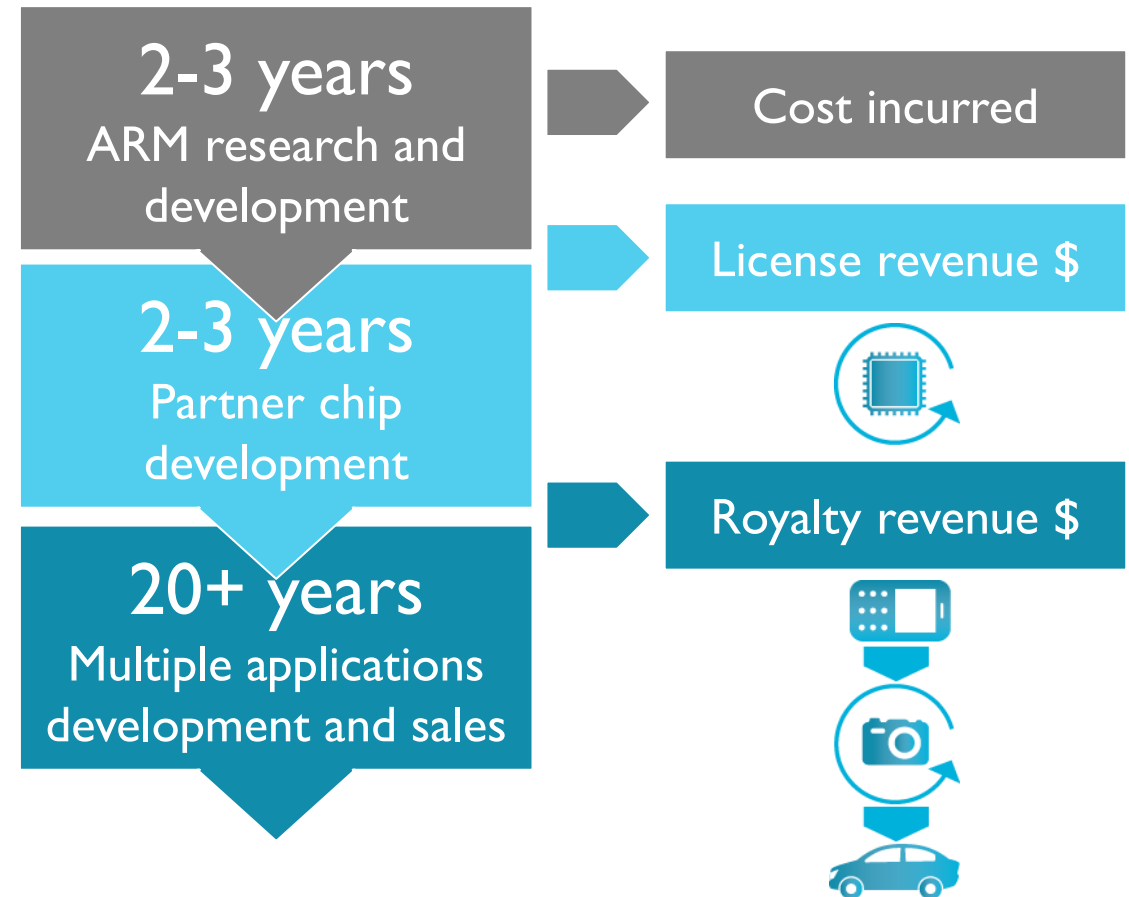 2-3 years
ARM research and
development
Cost incurred
2-3 years
Partner chip
development
License revenue $
20+ years
Multiple applications
development and sales
Royalty revenue $